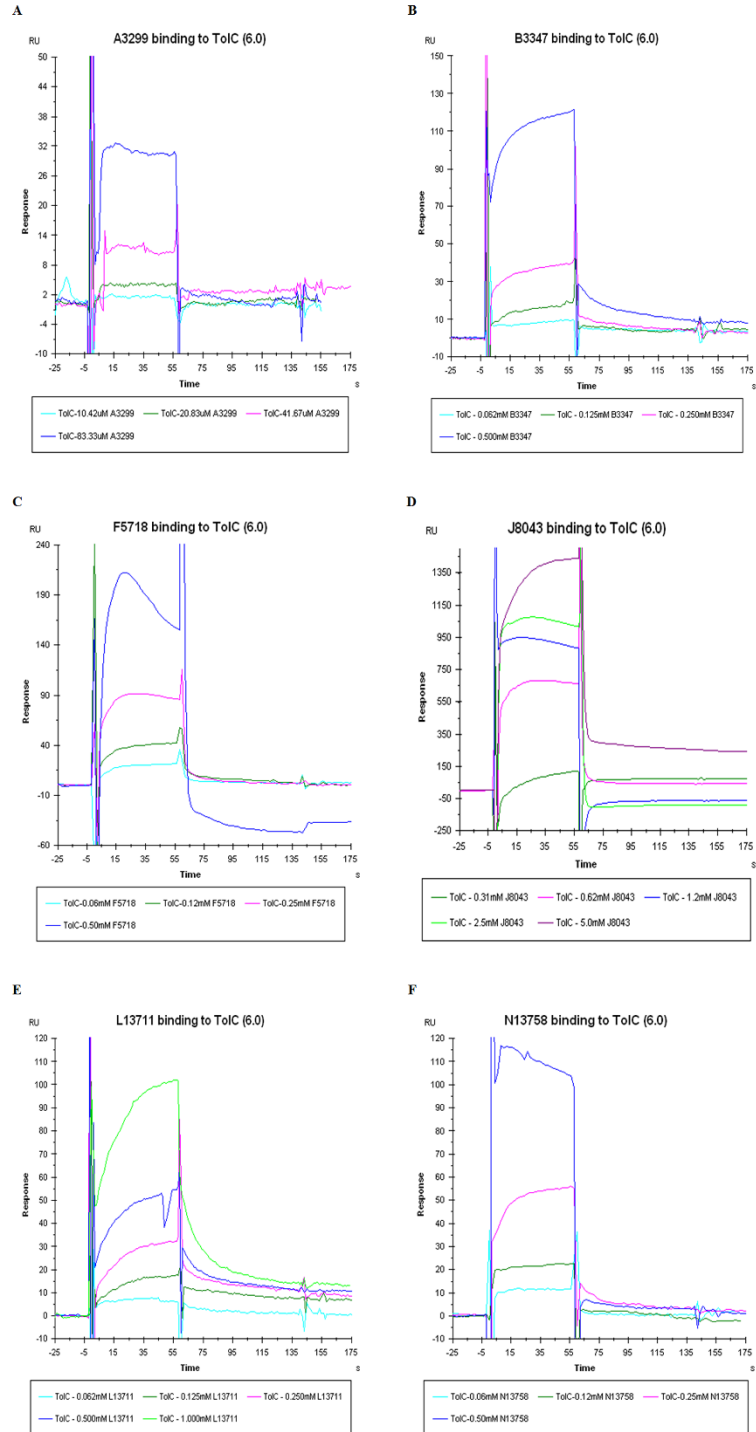 A
A3299 binding to TolC (6.0)
RU
50
44
38
32
26
20
14
8
2
-4
-10
Response
-25 -5 15 35 55 75 95 115 135 155 175
Time s
TolC-10.42uM A3299 TolC-20.83uM A3299 TolC-41.67uM A3299
TolC-83.33uM A3299
B
B3347 binding to TolC (6.0)
RU
150
130
110
90
70
50
30
10
-10
Response
-25 -5 15 35 55 75 95 115 135 155 175
Time s
TolC - 0.062mM B3347 TolC - 0.125mM B3347 TolC - 0.250mM B3347
TolC - 0.500mM B3347
C
F5718 binding to TolC (6.0)
RU
240
190
140
90
40
-10
-60
Response
-25 -5 15 35 55 75 95 115 135 155 175
Time s
TolC-0.06mM F5718 TolC-0.12mM F5718 TolC-0.25mM F5718
TolC-0.50mM F5718
D
J8043 binding to TolC (6.0)
RU
1350
1150
950
750
550
350
150
-50
-250
Response
-25 -5 15 35 55 75 95 115 135 155 175
Time s
TolC - 0.31mM J8043 TolC - 0.62mM J8043 TolC - 1.2mM J8043
TolC - 2.5mM J8043 TolC - 5.0mM J8043
E
L13711 binding to TolC (6.0)
RU
120
110
100
90
80
70
60
50
40
30
20
10
0
-10
Response
-25 -5 15 35 55 75 95 115 135 155 175
Time s
TolC - 0.062mM L13711 TolC - 0.125mM L13711 TolC - 0.250mM L13711
TolC - 0.500mM L13711 TolC - 1.000mM L13711
F
N13758 binding to TolC (6.0)
RU
120
110
100
90
80
70
60
50
40
30
20
10
0
-10
Response
-25 -5 15 35 55 75 95 115 135 155 175
Time s
TolC-0.06mM N13758 TolC-0.12mM N13758 TolC-0.25mM N13758
TolC-0.50mM N13758